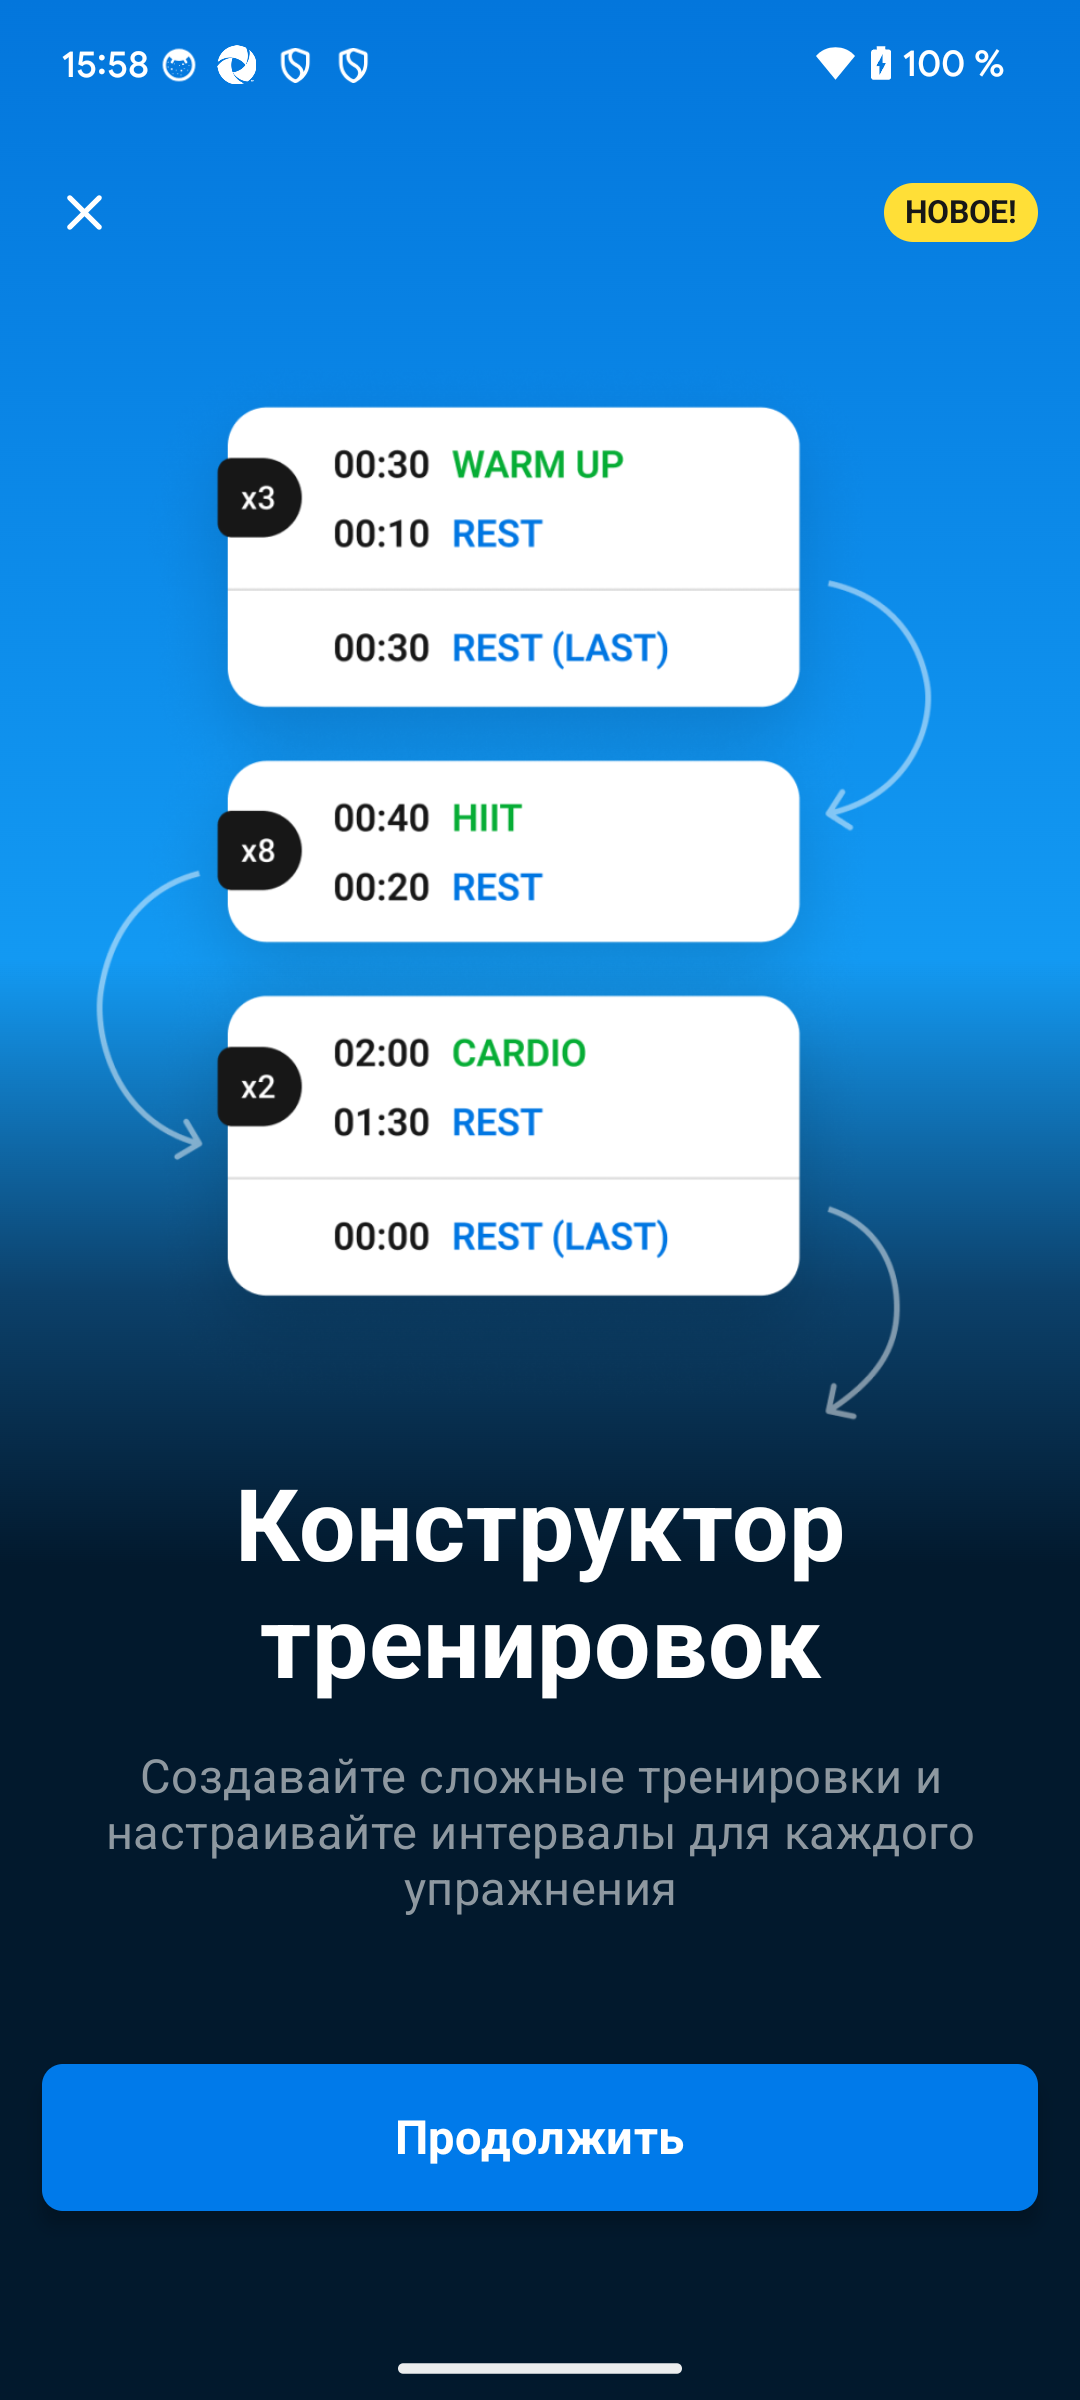 15:58
100 %
НОВОЕ!
x3
00:30 WARM UP
00:10 REST
00:30 REST (LAST)
x8
00:40 HIIT
00:20 REST
x2
02:00 CARDIO
01:30 REST
00:00 REST (LAST)
Конструктор
тренировок
Создавайте сложные тренировки и
настраивайте интервалы для каждого
упражнения
Продолжить